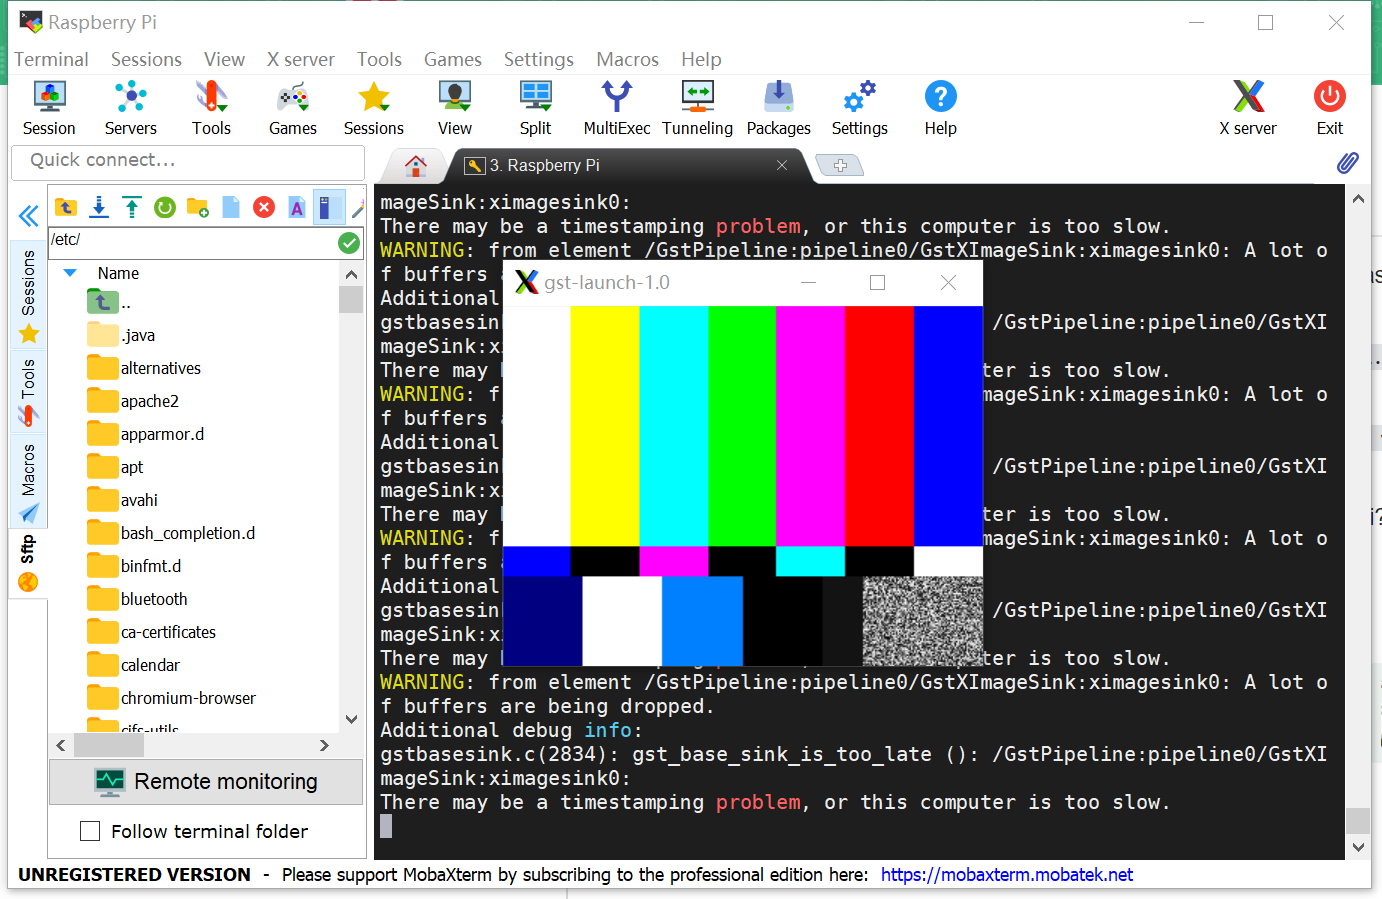 Raspberry Pi
Terminal Sessions View X server Tools Games Settings Macros Help
Session Servers Tools Games Sessions View Split MultiExec Tunneling Packages Settings Help X server Exit
Quick connect...
3. Raspberry Pi
/etc/
Name
..
.java
alternatives
apache2
apparmor.d
apt
avahi
bash_completion.d
binfmt.d
bluetooth
ca-certificates
calendar
chromium-browser
cifs-utils
Sessions
Tools
Macros
Sftp
Remote monitoring
Follow terminal folder
mageSink:ximagesink0:
There may be a timestamping problem, or this computer is too slow.
WARNING: from element /GstPipeline:pipeline0/GstXImageSink:ximagesink0: A lot o
f buffers
Additional
gstbasesin /GstPipeline:pipeline0/GstXI
mageSink:x
There may ter is too slow.
WARNING: f mageSink:ximagesink0: A lot o
f buffers
Additional
gstbasesin /GstPipeline:pipeline0/GstXI
mageSink:x
There may ter is too slow.
WARNING: f mageSink:ximagesink0: A lot o
f buffers
Additional
gstbasesin /GstPipeline:pipeline0/GstXI
mageSink:x
There may ter is too slow.
WARNING: from element /GstPipeline:pipeline0/GstXImageSink:ximagesink0: A lot o
f buffers are being dropped.
Additional debug info:
gstbasesink.c(2834): gst_base_sink_is_too_late (): /GstPipeline:pipeline0/GstXI
mageSink:ximagesink0:
There may be a timestamping problem, or this computer is too slow.
gst-launch-1.0
UNREGISTERED VERSION - Please support MobaXterm by subscribing to the professional edition here: https://mobaxterm.mobatek.net